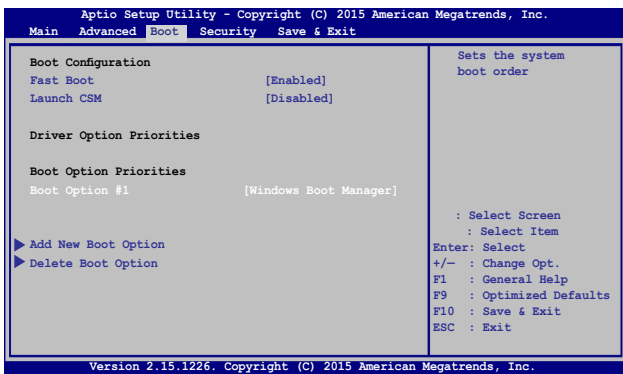 Aptio Setup Utility - Copyright (C) 2015 American Megatrends, Inc.
Main Advanced Boot Security Save & Exit
Boot Configuration
Fast Boot [Enabled]
Launch CSM [Disabled]
Driver Option Priorities
Boot Option Priorities
Boot Option #1 [Windows Boot Manager]
Add New Boot Option
Delete Boot Option
Sets the system
boot order
: Select Screen
: Select Item
Enter: Select
+/— : Change Opt.
F1 : General Help
F9 : Optimized Defaults
F10 : Save & Exit
ESC : Exit
Version 2.15.1226. Copyright (C) 2015 American Megatrends, Inc.